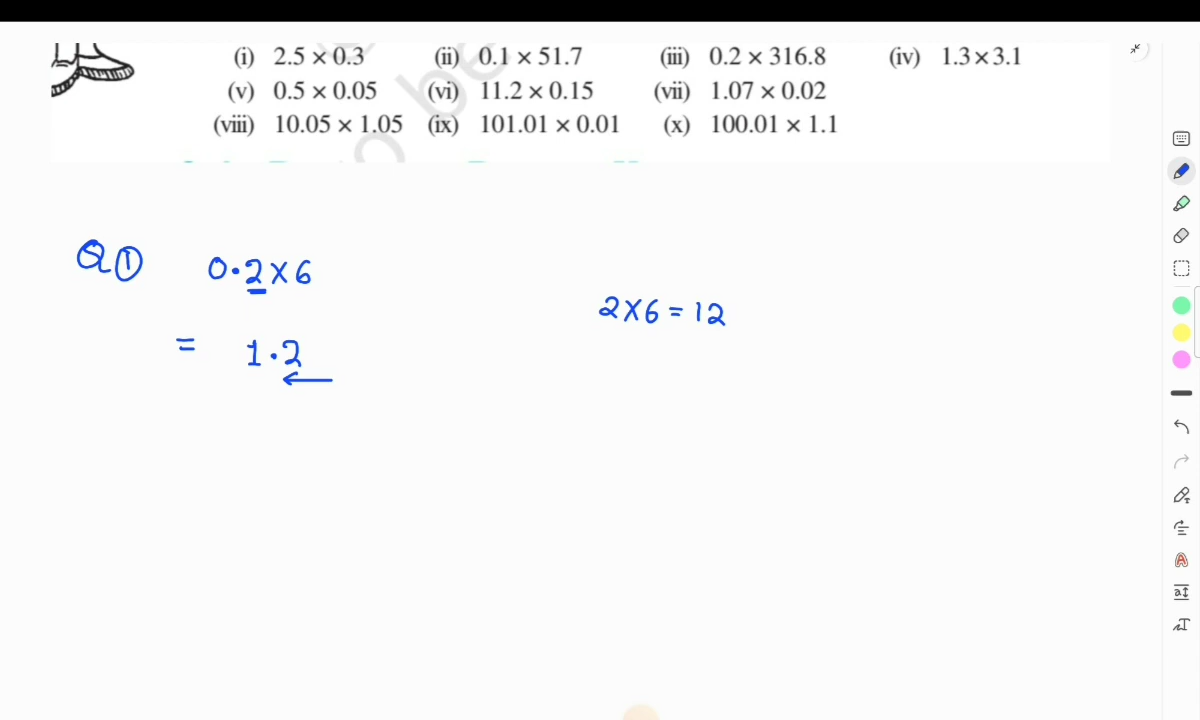 (i) 2.5 × 0.3 (ii) 0.1 × 51.7 (iii) 0.2 × 316.8 (iv) 1.3 × 3.1
(v) 0.5 × 0.05 (vi) 11.2 × 0.15 (vii) 1.07 × 0.02
(viii) 10.05 × 1.05 (ix) 101.01 × 0.01 (x) 100.01 × 1.1
Q ① 0.2 × 6
2 × 6 = 12
= 1.2